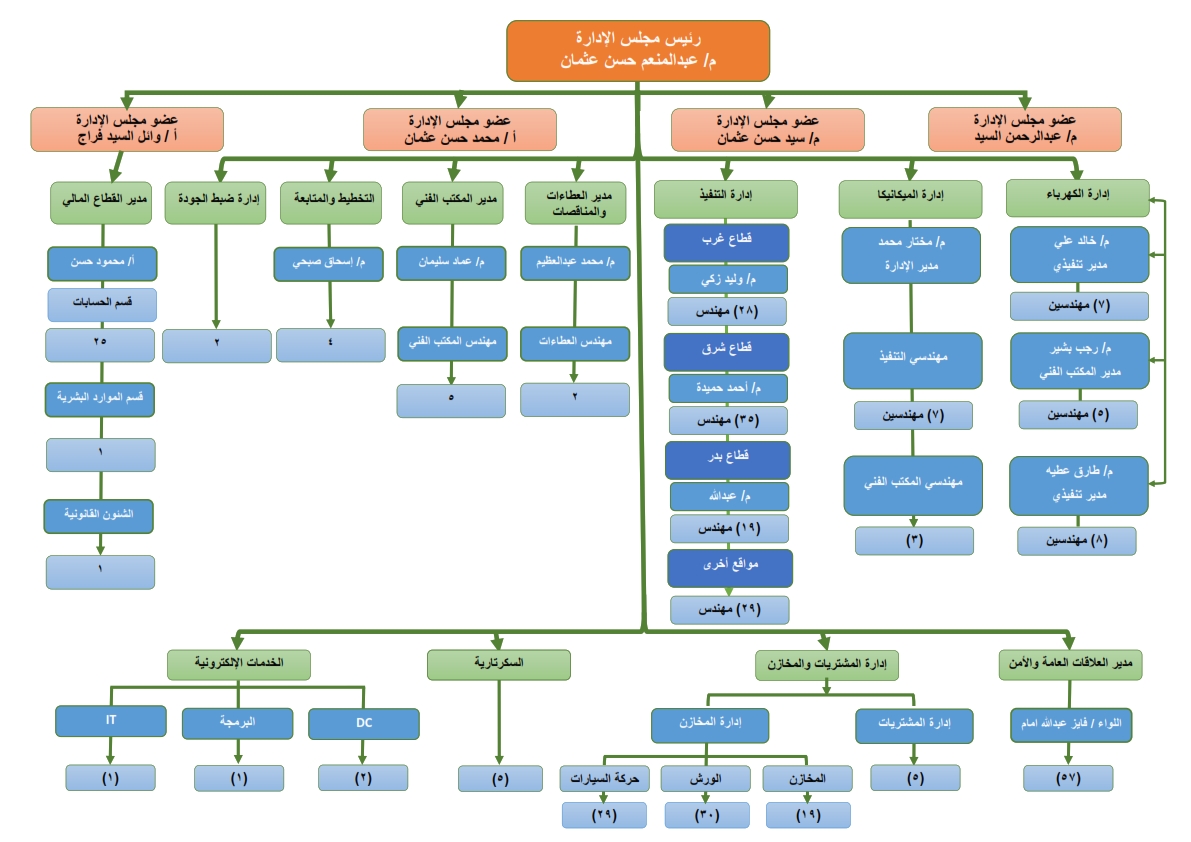 رئيس مجلس الإدارة
م/ عبدالمنعم حسن عثمان
عضو مجلس الإدارة
م/ عبدالرحمن السيد
عضو مجلس الإدارة
م/ سيد حسن عثمان
عضو مجلس الإدارة
أ / محمد حسن عثمان
عضو مجلس الإدارة
أ / وائل السيد فراج
إدارة الكهرباء
م/ خالد علي
مدير تنفيذي
(٧) مهندسين
م/ رجب بشير
مدير المكتب الفني
(٥) مهندسين
م/ طارق عطيه
مدير تنفيذي
(٨) مهندسين
إدارة الميكانيكا
م/ مختار محمد
مدير الإدارة
مهندسي التنفيذ
(٧) مهندسين
مهندسي المكتب الفني
(٣)
إدارة التنفيذ
قطاع غرب
م/ وليد زكي
(٢٨) مهندس
قطاع شرق
م/ أحمد حميدة
(٣٥) مهندس
قطاع بدر
م/ عبدالله
(١٩) مهندس
مواقع أخرى
(٢٩) مهندس
مدير العطاءات
والمناقصات
م/ محمد عبدالعظيم
مهندس العطاءات
٢
مدير المكتب الفني
م/ عماد سليمان
مهندس المكتب الفني
٥
التخطيط والمتابعة
م/ إسحاق صبحي
٤
إدارة ضبط الجودة
٢
مدير القطاع المالي
أ/ محمود حسن
قسم الحسابات
٢٥
قسم الموارد البشرية
١
الشئون القانونية
١
مدير العلاقات العامة والأمن
اللواء / فايز عبدالله امام
(٥٧)
إدارة المشتريات والمخازن
إدارة المشتريات
(٥)
إدارة المخازن
المخازن
(١٩)
الورش
(٣٠)
حركة السيارات
(٢٩)
السكرتارية
(٥)
الخدمات الإلكترونية
DC
(٢)
البرمجة
(١)
IT
(١)